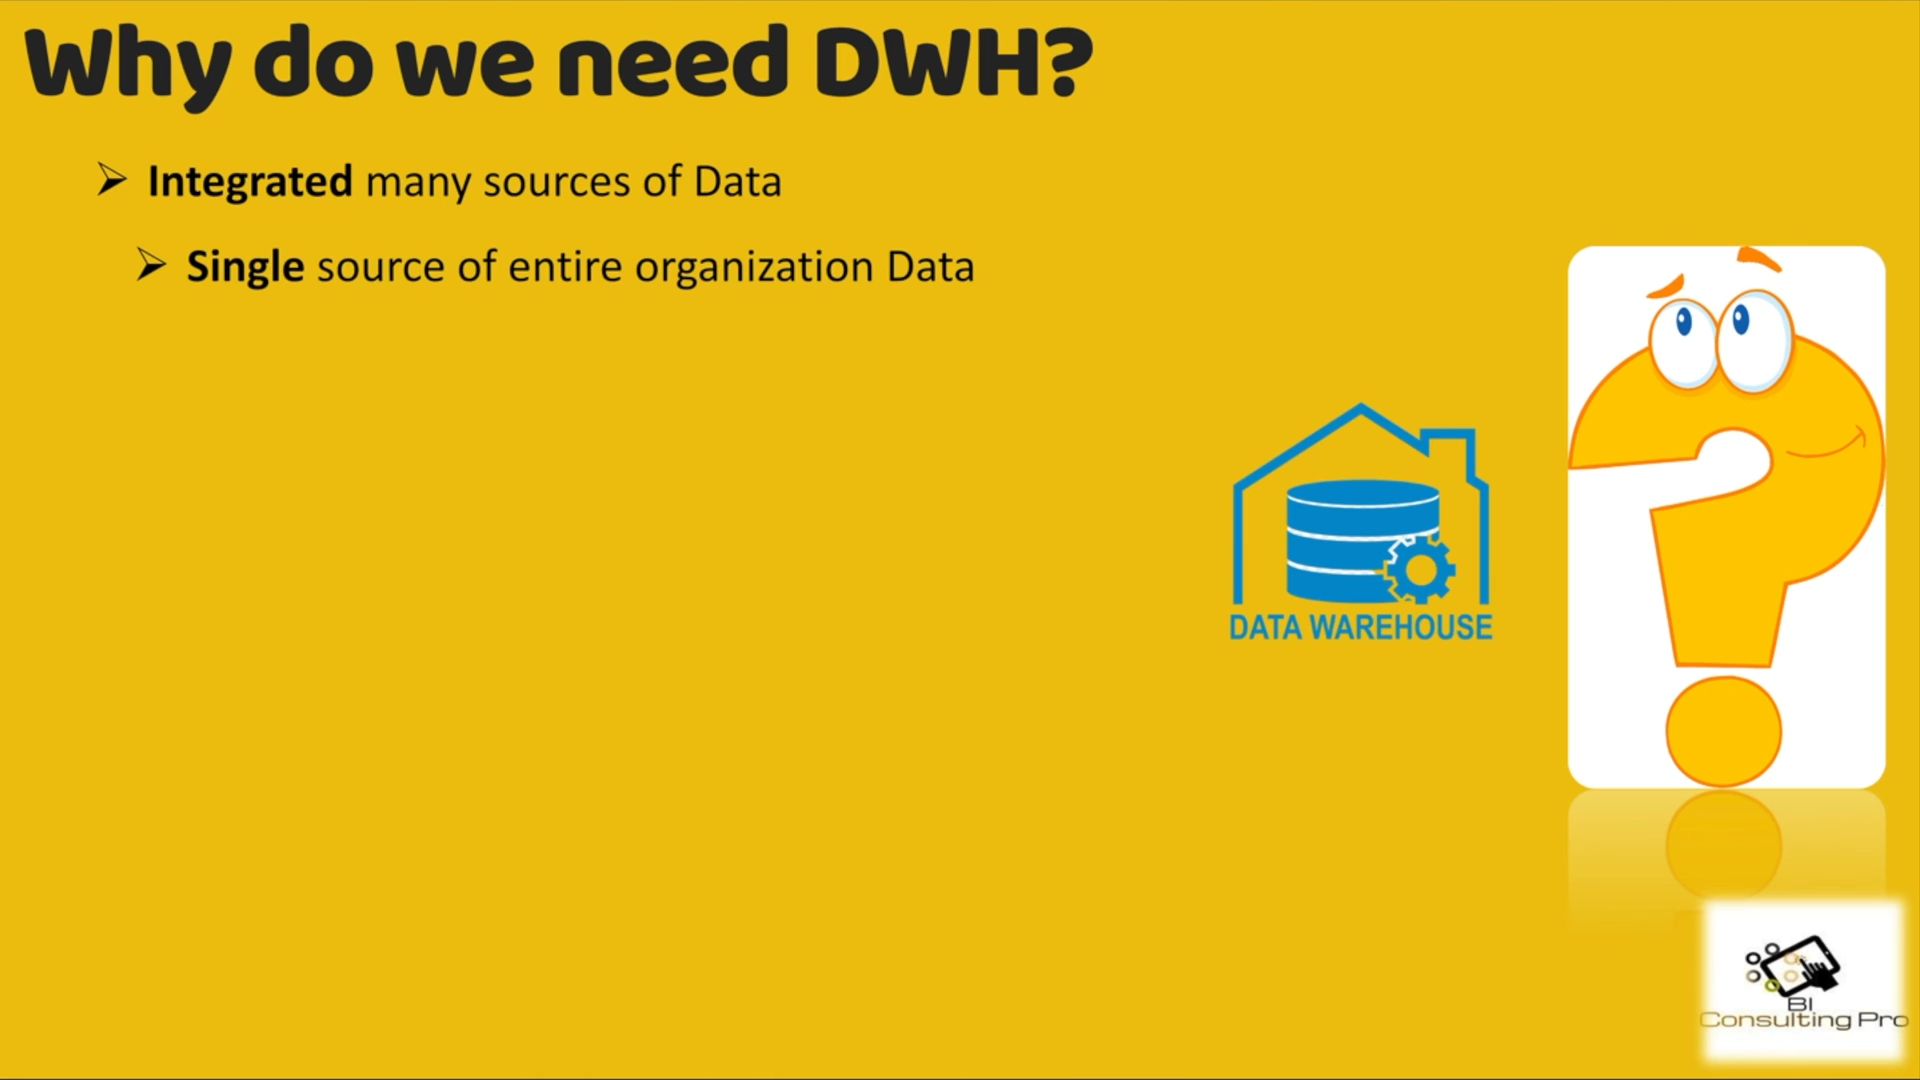 Why do we need DWH?
➢ Integrated many sources of Data
➢ Single source of entire organization Data
DATA WAREHOUSE
BI
Consulting Pro